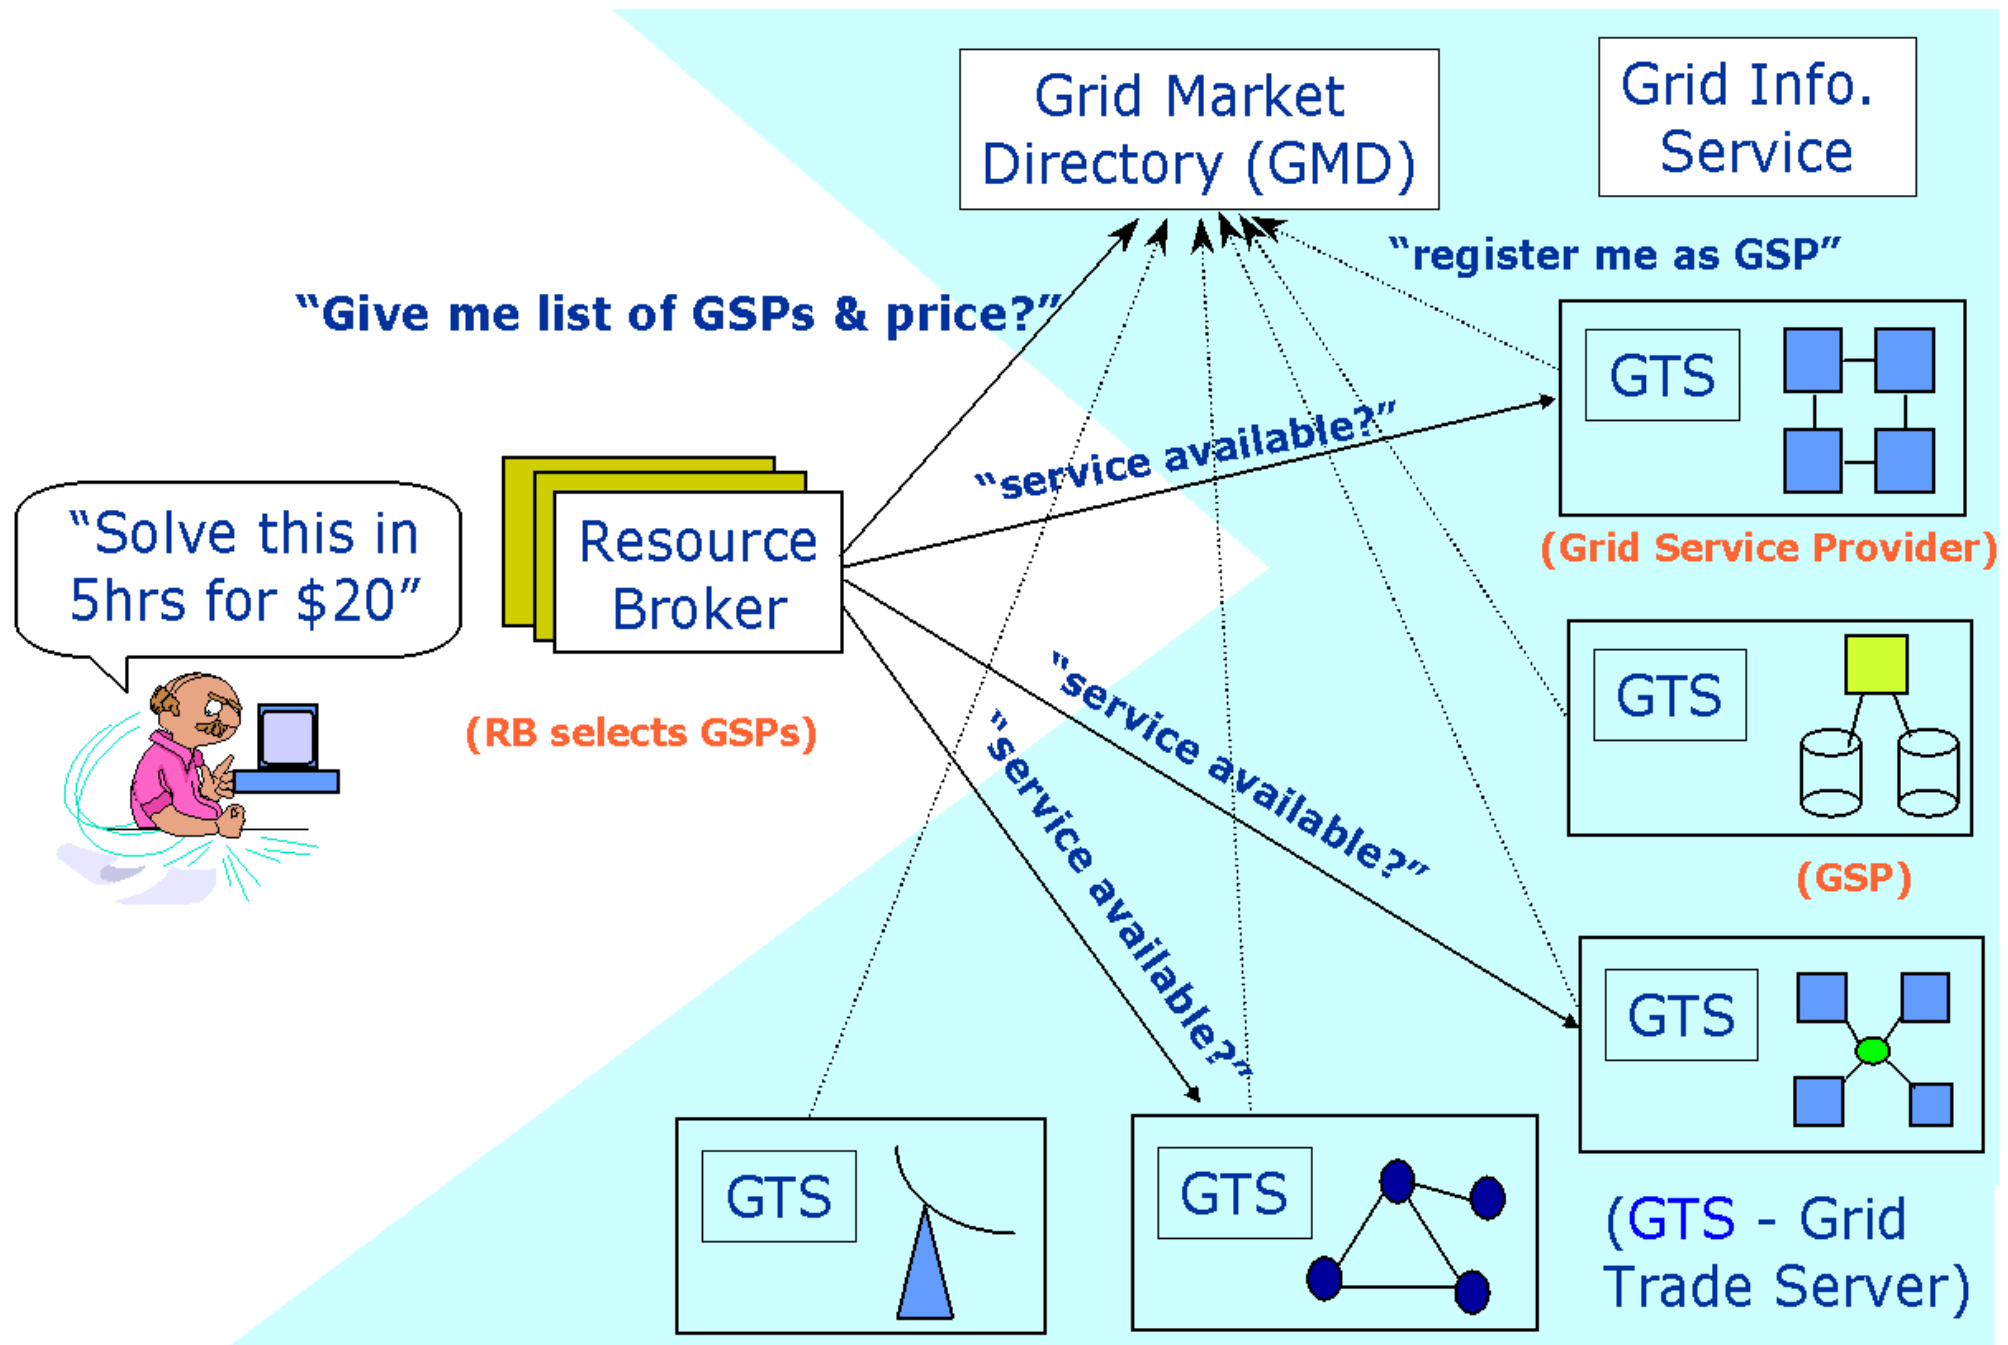 Grid Market
Directory (GMD)
Grid Info.
Service
“register me as GSP”
“Give me list of GSPs & price?”
GTS
“service available?”
“Solve this in
5hrs for $20”
Resource
Broker
(Grid Service Provider)
(RB selects GSPs)
“service available?”
GTS
“service available?”
(GSP)
GTS
GTS
GTS
(GTS - Grid
Trade Server)